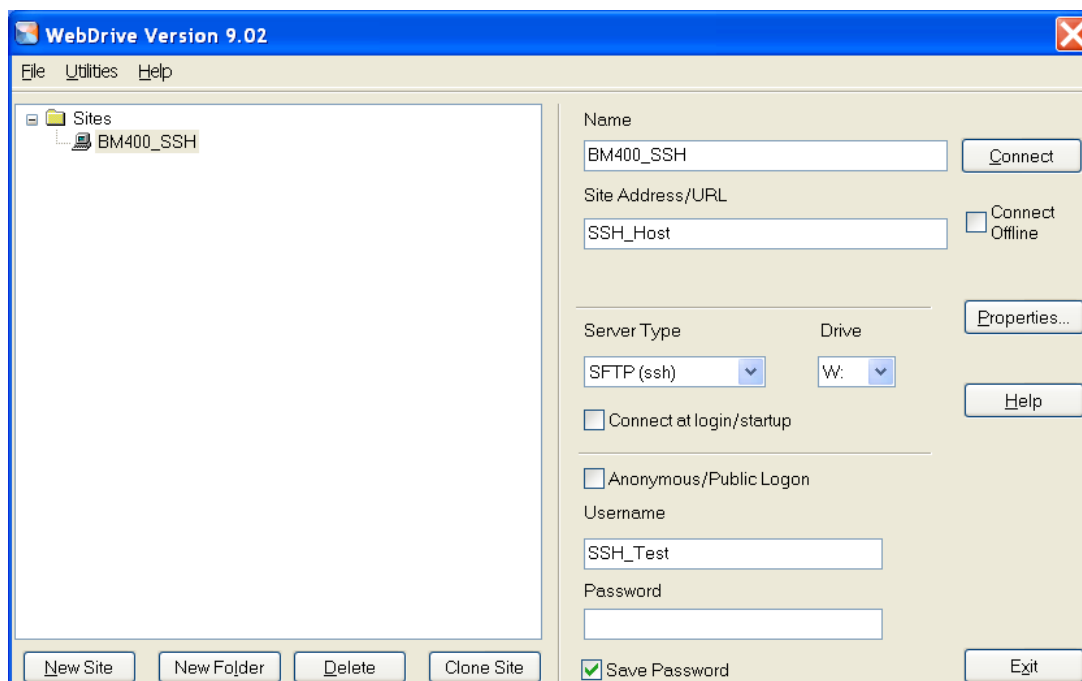 WebDrive Version 9.02
File Utilities Help
Sites
BM400_SSH
Name
BM400_SSH
Connect
Site Address/URL
SSH_Host
Connect
Offline
Properties...
Server Type Drive
SFTP (ssh) W:
Help
Connect at login/startup
Anonymous/Public Logon
Username
SSH_Test
Password
Save Password
New Site New Folder Delete Clone Site
Exit